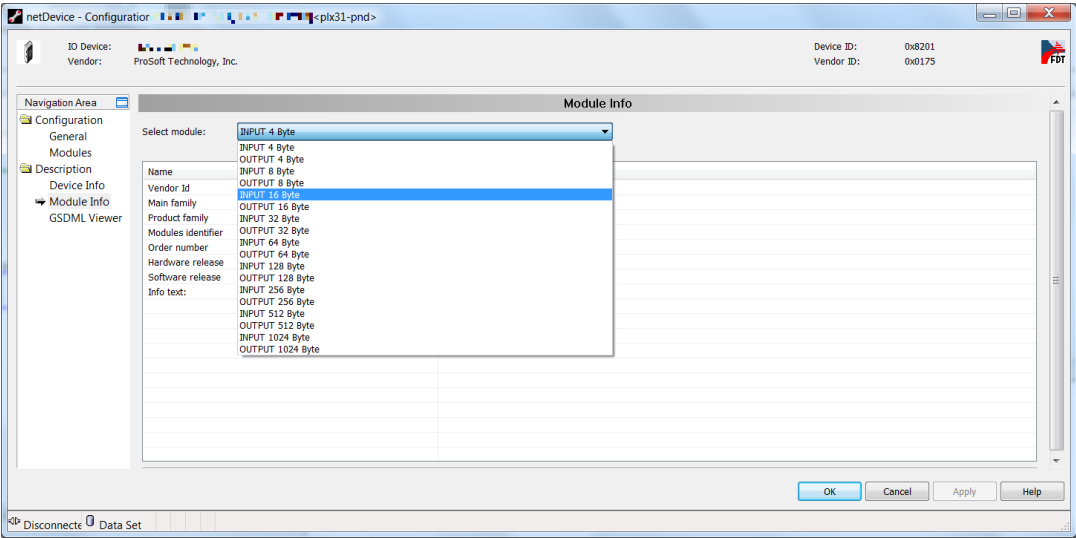 netDevice - Configuration <plx31-pnd>
IO Device:
Vendor: ProSoft Technology, Inc.
Device ID: 0x8201
Vendor ID: 0x0175
FDT
Navigation Area
Configuration
General
Modules
Description
Device Info
Module Info
GSDML Viewer
Module Info
Select module: INPUT 4 Byte
INPUT 4 Byte
OUTPUT 4 Byte
INPUT 8 Byte
OUTPUT 8 Byte
INPUT 16 Byte
OUTPUT 16 Byte
INPUT 32 Byte
OUTPUT 32 Byte
INPUT 64 Byte
OUTPUT 64 Byte
INPUT 128 Byte
OUTPUT 128 Byte
INPUT 256 Byte
OUTPUT 256 Byte
INPUT 512 Byte
OUTPUT 512 Byte
INPUT 1024 Byte
OUTPUT 1024 Byte
Name
Vendor Id
Main family
Product family
Modules identifier
Order number
Hardware release
Software release
Info text:
OK Cancel Apply Help
Disconnecte Data Set